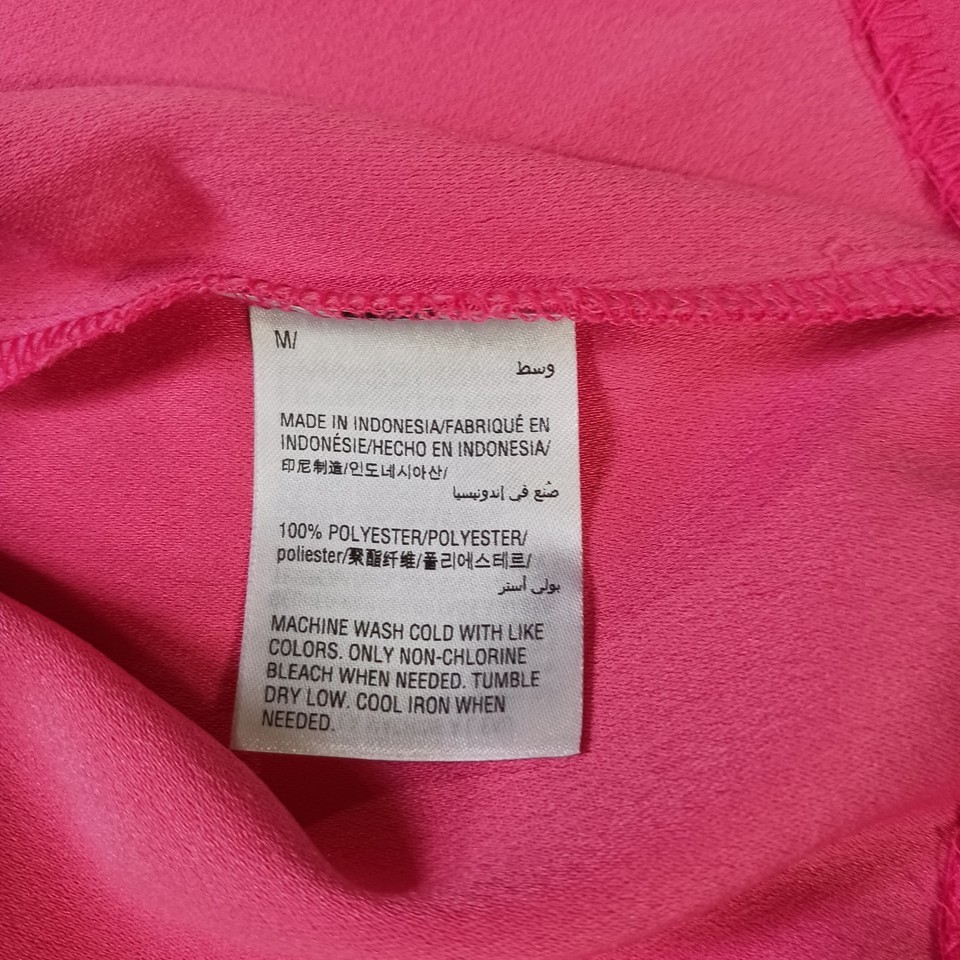 M/
وسط
MADE IN INDONESIA/FABRIQUÉ EN
INDONÉSIE/HECHO EN INDONESIA/
印尼制造/인도네시아산/
صُنع في إندونيسيا
100% POLYESTER/POLYESTER/
poliester/聚酯纤维/폴리에스테르/
بولي أستر
MACHINE WASH COLD WITH LIKE
COLORS. ONLY NON-CHLORINE
BLEACH WHEN NEEDED. TUMBLE
DRY LOW. COOL IRON WHEN
NEEDED.